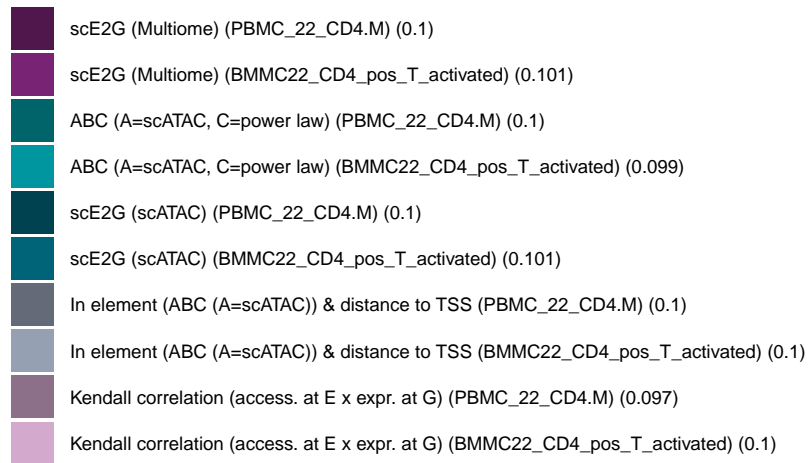 scE2G (Multiome) (PBMC_22_CD4.M) (0.1)
scE2G (Multiome) (BMMC22_CD4_pos_T_activated) (0.101)
ABC (A=scATAC, C=power law) (PBMC_22_CD4.M) (0.1)
ABC (A=scATAC, C=power law) (BMMC22_CD4_pos_T_activated) (0.099)
scE2G (scATAC) (PBMC_22_CD4.M) (0.1)
scE2G (scATAC) (BMMC22_CD4_pos_T_activated) (0.101)
In element (ABC (A=scATAC)) & distance to TSS (PBMC_22_CD4.M) (0.1)
In element (ABC (A=scATAC)) & distance to TSS (BMMC22_CD4_pos_T_activated) (0.1)
Kendall correlation (access. at E x expr. at G) (PBMC_22_CD4.M) (0.097)
Kendall correlation (access. at E x expr. at G) (BMMC22_CD4_pos_T_activated) (0.1)